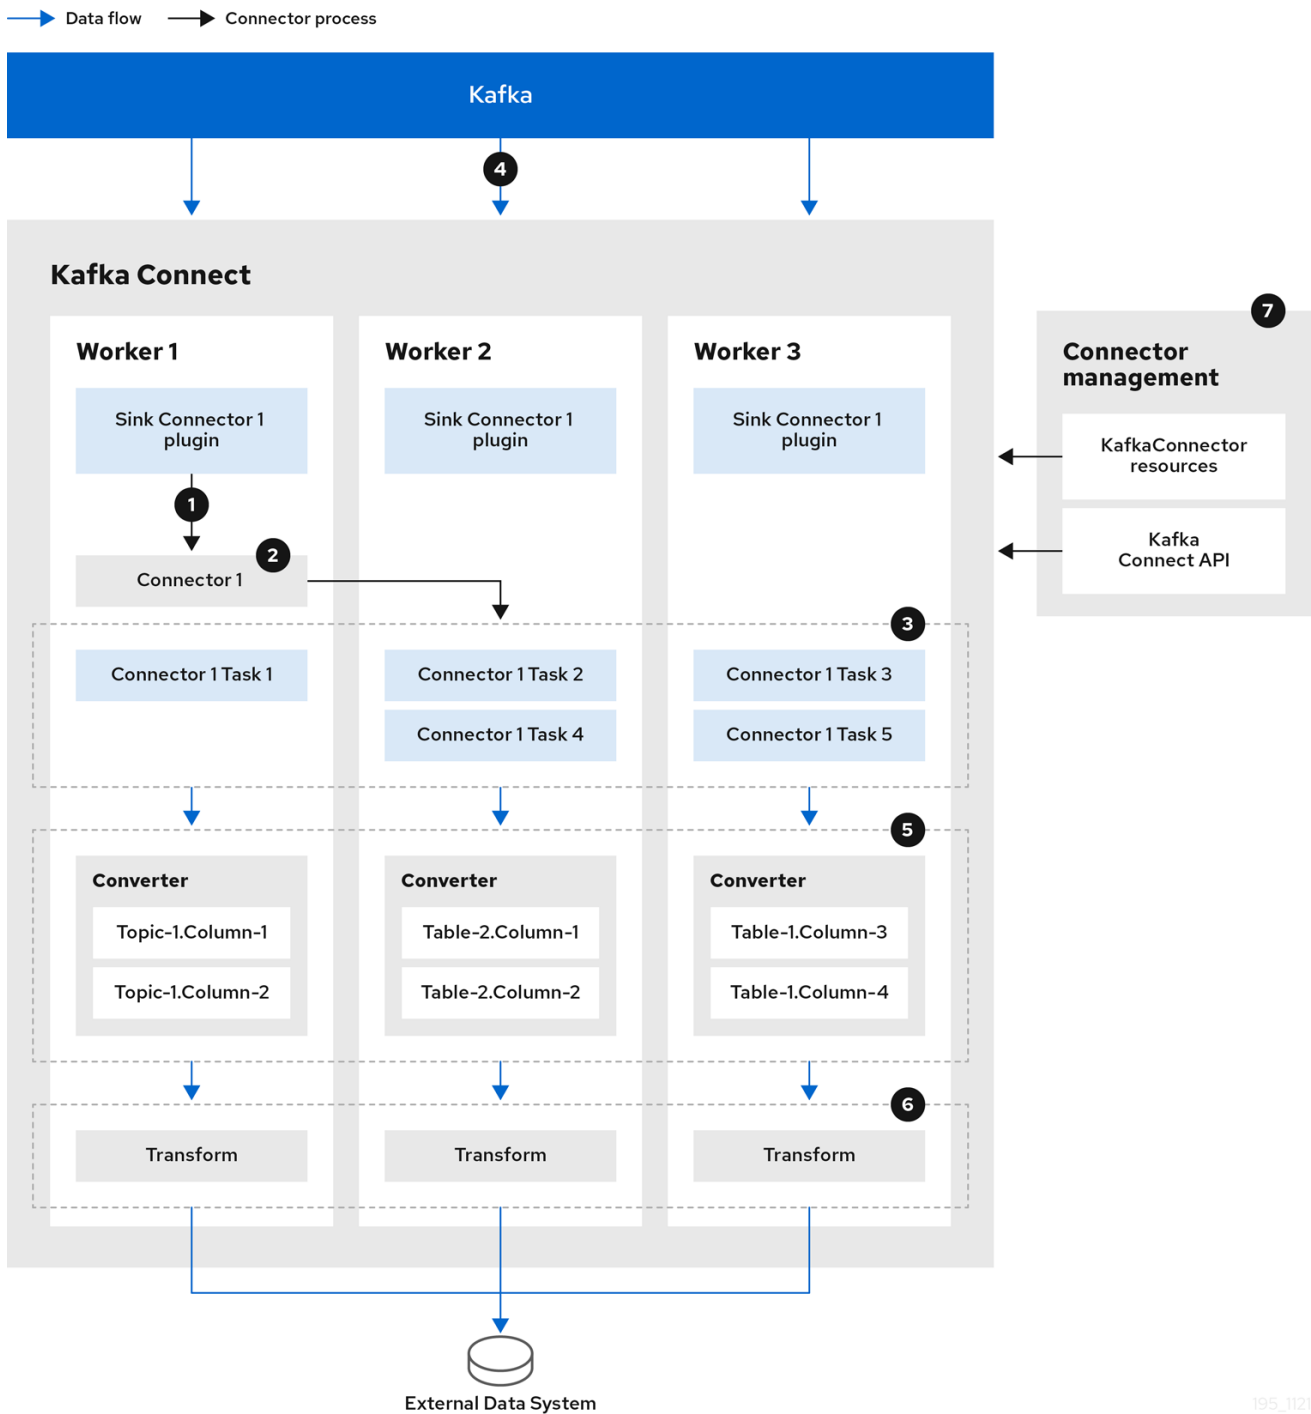 Data flow
Connector process
Kafka
4
Kafka Connect
7
Connector
management
KafkaConnector
resources
Kafka
Connect API
Worker 1
Sink Connector 1
plugin
1
2
Connector 1
Worker 2
Sink Connector 1
plugin
Worker 3
Sink Connector 1
plugin
3
Connector 1 Task 1
Connector 1 Task 2
Connector 1 Task 3
Connector 1 Task 4
Connector 1 Task 5
5
Converter
Topic-1.Column-1
Topic-1.Column-2
Converter
Table-2.Column-1
Table-2.Column-2
Converter
Table-1.Column-3
Table-1.Column-4
6
Transform
Transform
Transform
External Data System
195_1121